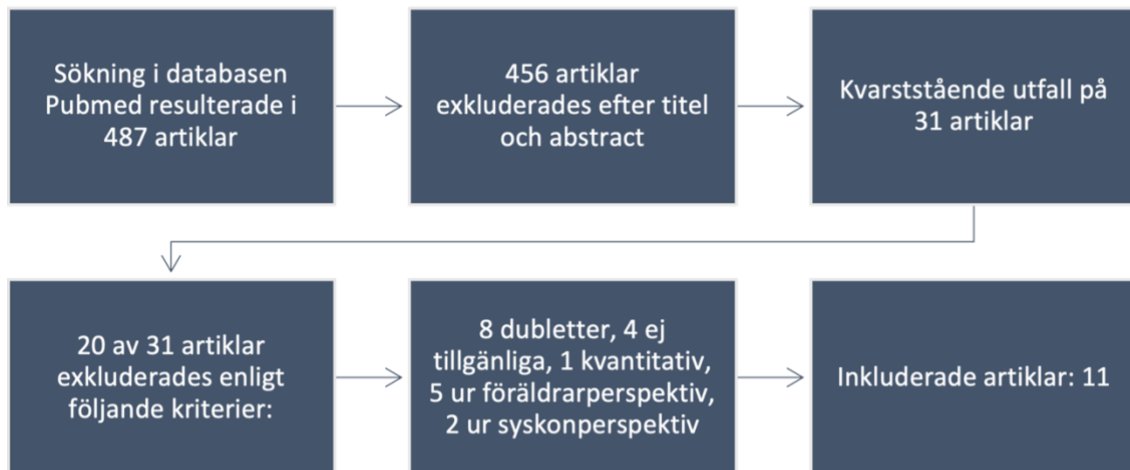 Sökning i databasen
Pubmed resulterade i
487 artiklar
456 artiklar
exkluderades efter titel
och abstract
Kvarststående utfall på
31 artiklar
20 av 31 artiklar
exkluderades enligt
följande kriterier:
8 dubletter, 4 ej
tillgängliga, 1 kvantitativ,
5 ur föräldrarperspektiv,
2 ur syskonperspektiv
Inkluderade artiklar: 11